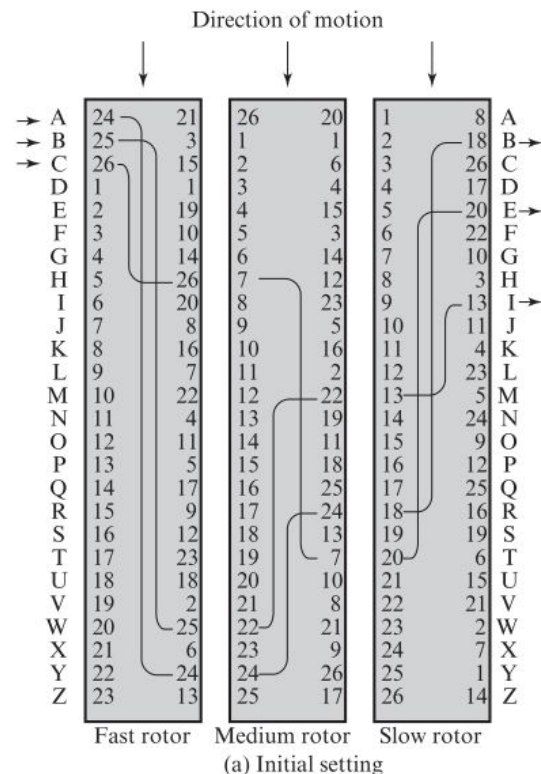 Direction of motion
A 24 21 26 20 1 8 A
B 25 3 1 1 2 18 B
C 26 15 2 6 3 26 C
D 1 1 3 4 4 17 D
E 2 19 4 15 5 20 E
F 3 10 5 3 6 22 F
G 4 14 6 14 7 10 G
H 5 26 7 12 8 3 H
I 6 20 8 23 9 13 I
J 7 8 9 5 10 11 J
K 8 16 10 16 11 4 K
L 9 7 11 2 12 23 L
M 10 22 12 22 13 5 M
N 11 4 13 19 14 24 N
O 12 11 14 11 15 9 O
P 13 5 15 18 16 12 P
Q 14 17 16 25 17 25 Q
R 15 9 17 24 18 16 R
S 16 12 18 13 19 19 S
T 17 23 19 7 20 6 T
U 18 18 20 10 21 15 U
V 19 2 21 8 22 21 V
W 20 25 22 21 23 2 W
X 21 6 23 9 24 7 X
Y 22 24 24 26 25 1 Y
Z 23 13 25 17 26 14 Z
Fast rotor Medium rotor Slow rotor
(a) Initial setting